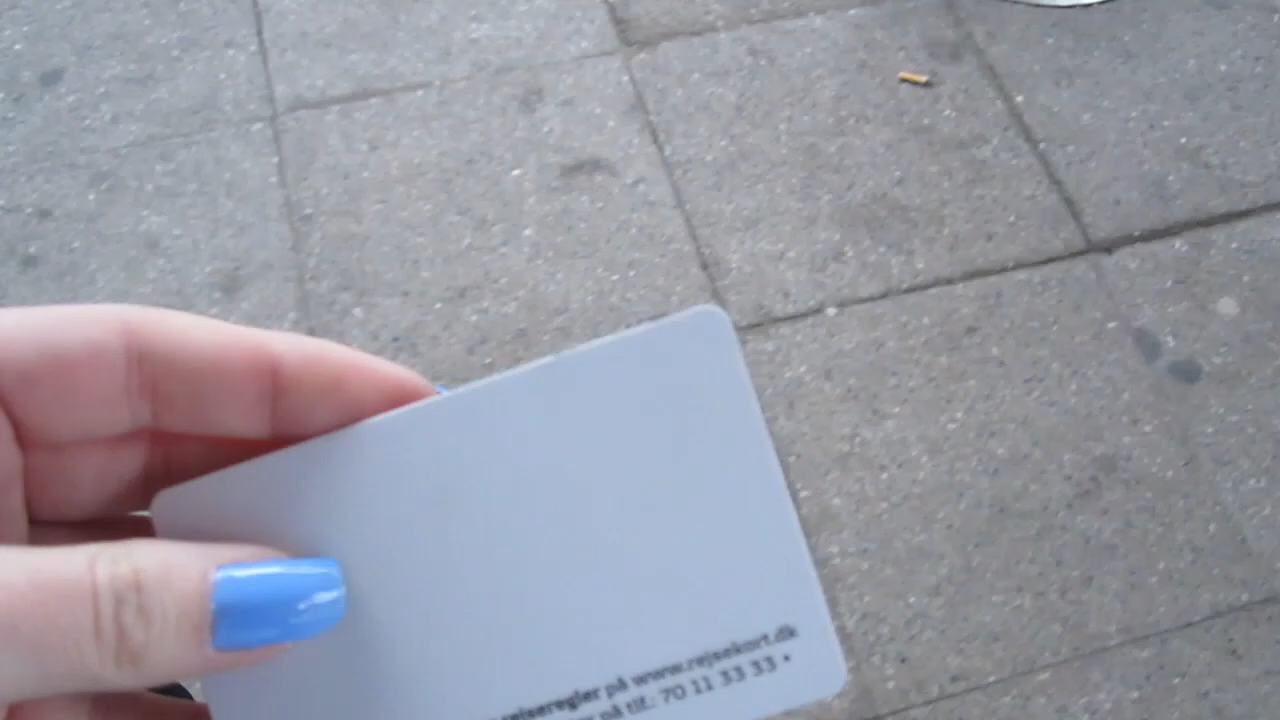 rejseregler på www.rejsekort.dk
på tlf.: 70 11 33 33 •